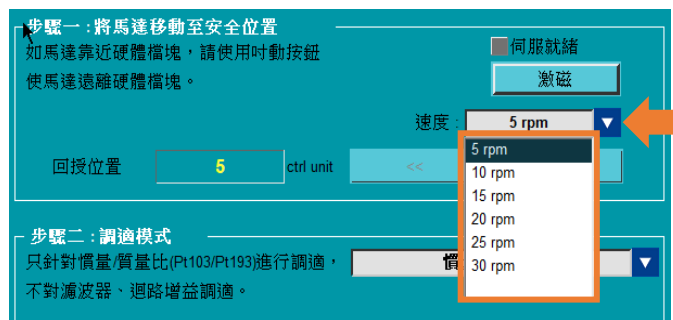 步驟一 : 將馬達移動至安全位置
如馬達靠近硬體檔塊，請使用吋動按鈕
使馬達遠離硬體檔塊。
伺服就緒
激磁
速度 : 5 rpm
5 rpm
10 rpm
15 rpm
20 rpm
25 rpm
30 rpm
回授位置 5 ctrl unit <<
步驟二 : 調適模式
只針對慣量/質量比(Pt103/Pt193)進行調適，
不對濾波器、迴路增益調適。